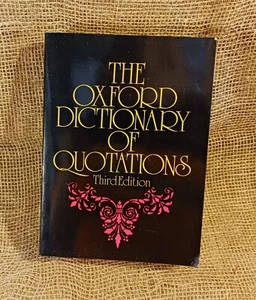 THE
OXFORD
DICTIONARY
OF
QUOTATIONS
Third Edition